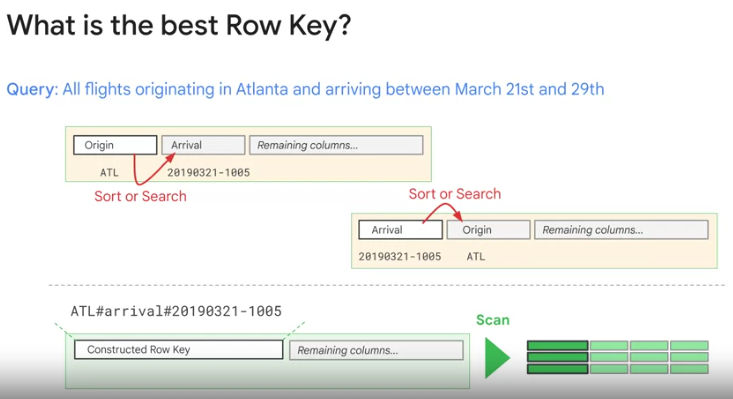 What is the best Row Key?
Query: All flights originating in Atlanta and arriving between March 21st and 29th
Origin Arrival Remaining columns...
ATL 20190321-1005
Sort or Search
Sort or Search
Arrival Origin Remaining columns...
20190321-1005 ATL
ATL#arrival#20190321-1005
Scan
Constructed Row Key Remaining columns...